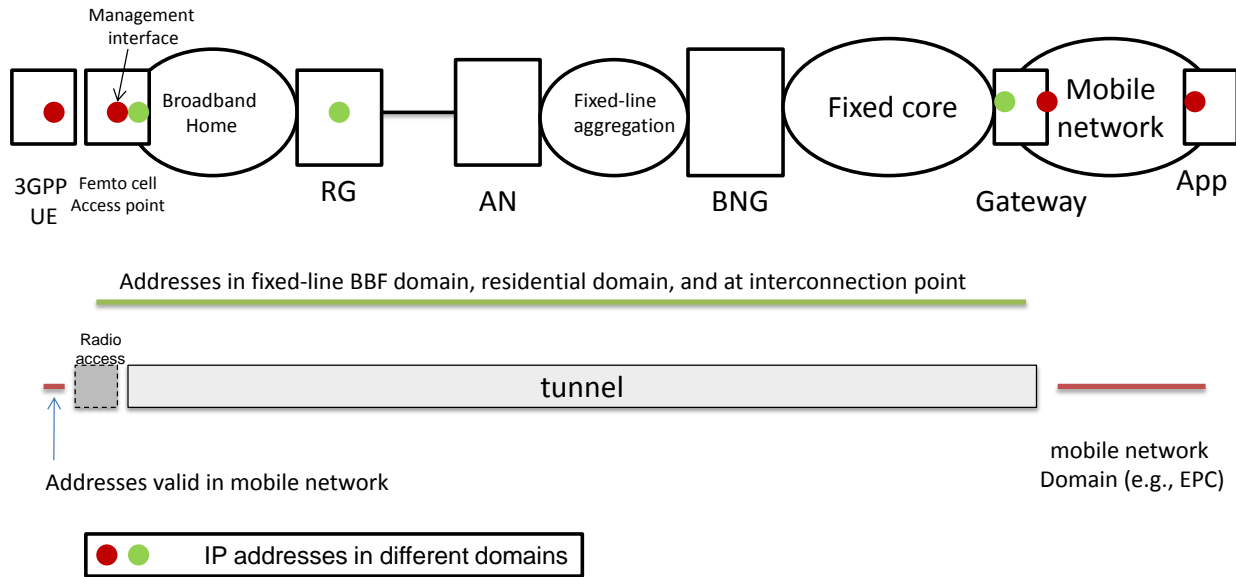 Management
interface
Broadband
Home
Fixed-line
aggregation
Fixed core
Mobile
network
3GPP
UE
Femto cell
Access point
RG
AN
BNG
Gateway
App
Addresses in fixed-line BBF domain, residential domain, and at interconnection point
Radio
access
tunnel
Addresses valid in mobile network
mobile network
Domain (e.g., EPC)
IP addresses in different domains